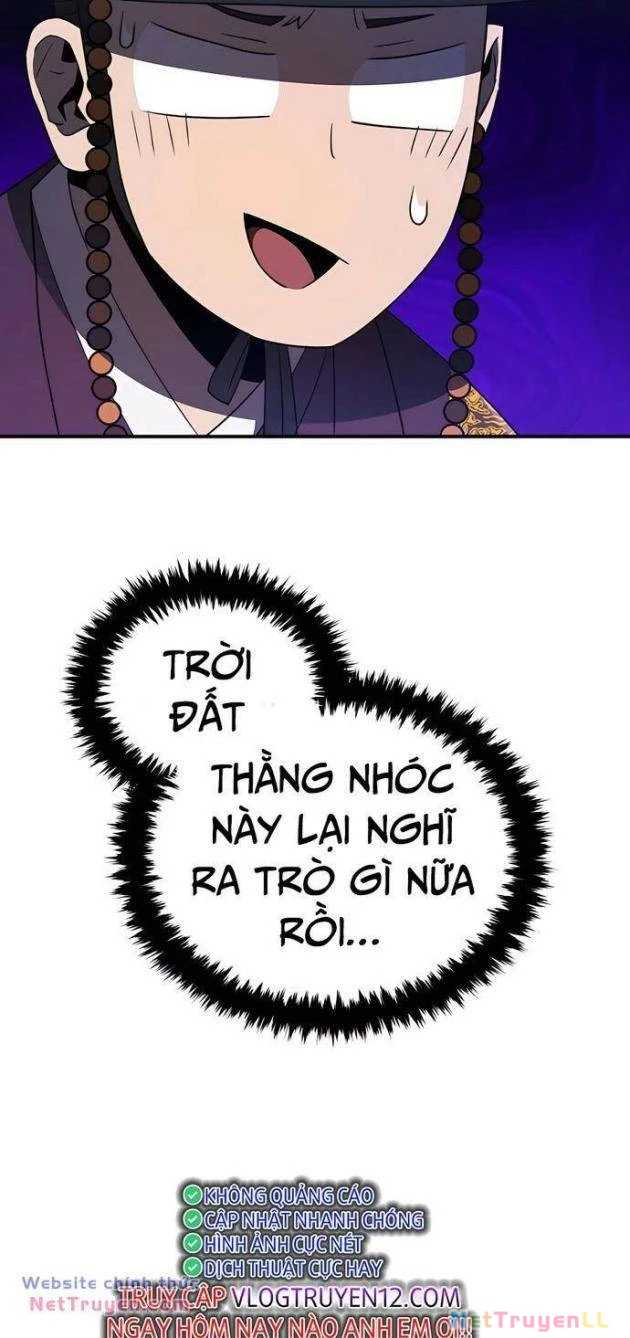 TRỜI
ĐẤT
THẰNG NHÓC
NÀY LẠI NGHĨ
RA TRÒ GÌ NỮA
RỒI...
KHÔNG QUẢNG CÁO
CẬP NHẬT NHANH CHÓNG
HÌNH ẢNH CỰC NÉT
DỊCH THUẬT CỰC HAY
Website chính thức
NetTruyen
TRUY CẬP VLOGTRUYEN12.COM
NetTruyenLL
NGAY HÔM NAY NÀO ANH EM ƠI!